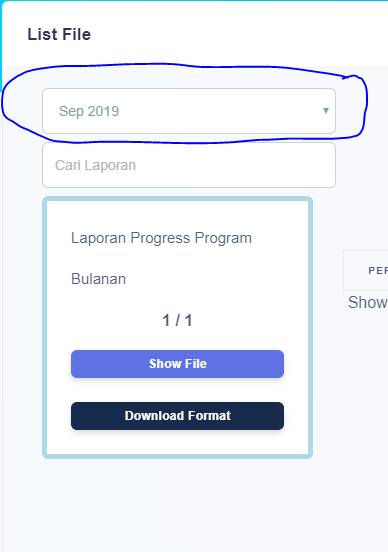 List File
Sep 2019
Cari Laporan
Laporan Progress Program
Bulanan
1 / 1
Show File
Download Format
PER
Show